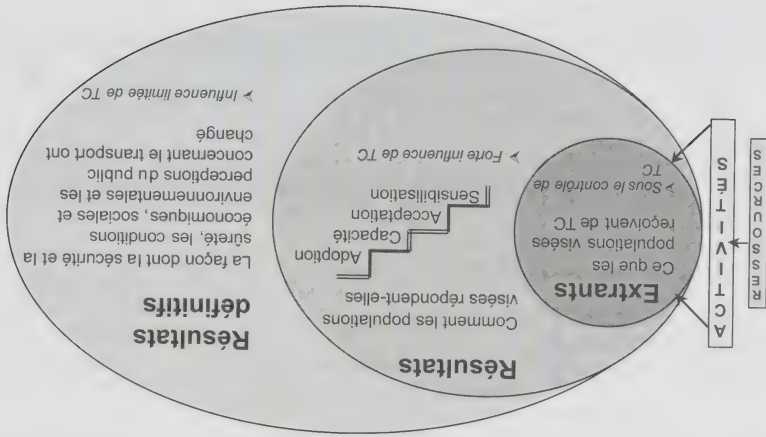 RESSOURCES
ACTIVITÉS
Extrants
Ce que les
populations visées
reçoivent de TC
➤ Sous le contrôle de
TC
Résultats
Comment les populations
visées répondent-elles
Adoption
Capacité
Acceptation
Sensibilisation
➤ Forte influence de TC
Résultats
définitifs
La façon dont la sécurité et la
sûreté, les conditions
économiques, sociales et
environnementales et les
perceptions du public
concernant le transport ont
changé
➤ Influence limitée de TC